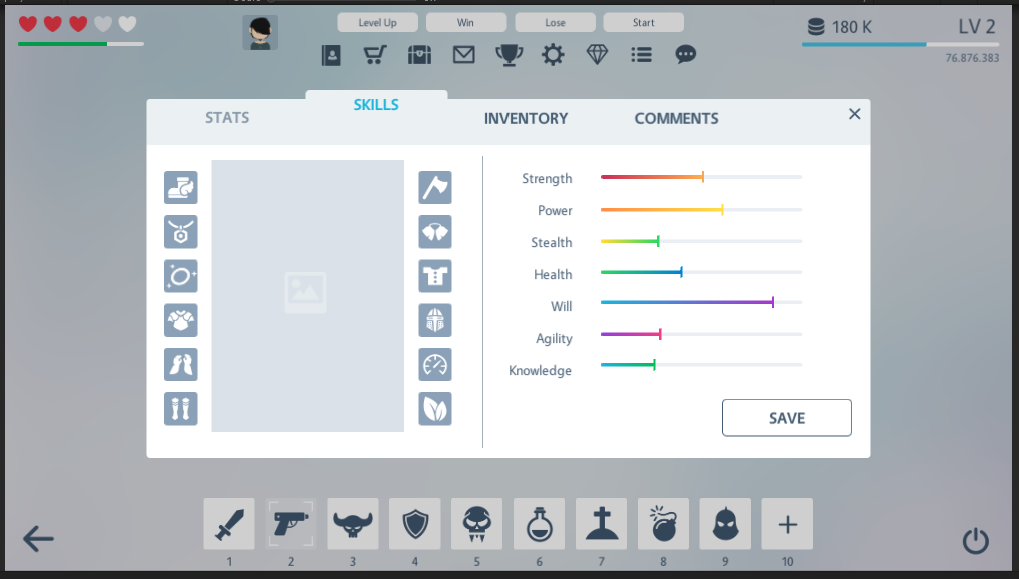 Level Up
Win
Lose
Start
180 K
LV 2
76.876.383
STATS
SKILLS
INVENTORY
COMMENTS
Strength
Power
Stealth
Health
Will
Agility
Knowledge
SAVE
1
2
3
4
5
6
7
8
9
10